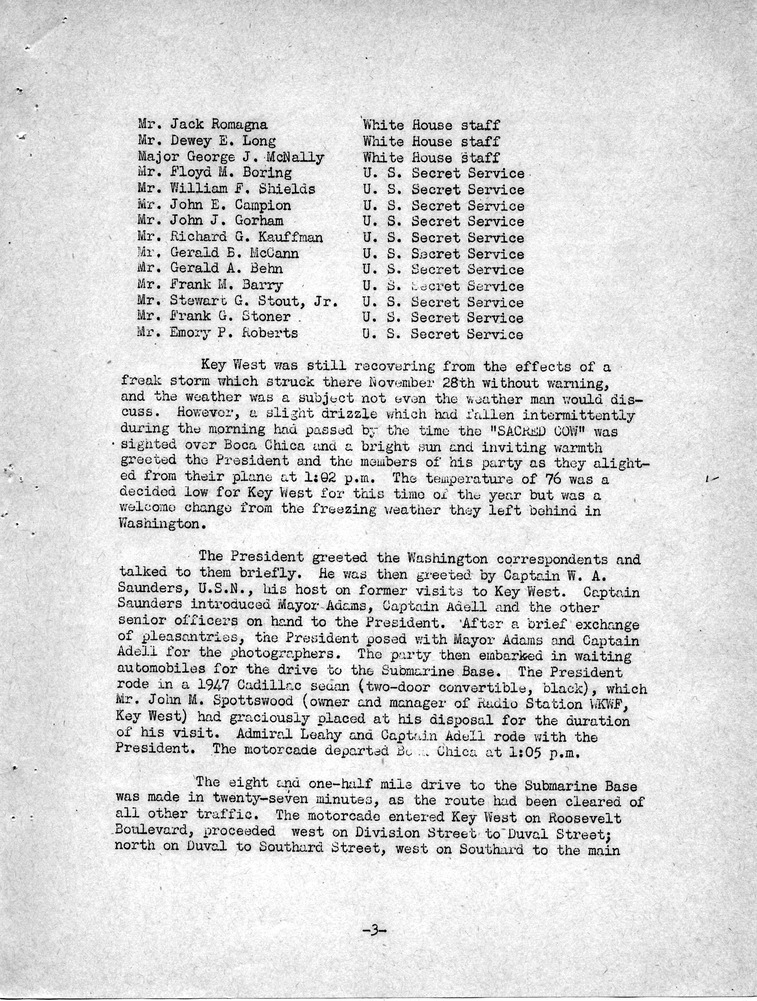 Mr. Jack Romagna White House staff
Mr. Dewey E. Long White House staff
Major George J. McNally White House staff
Mr. Floyd M. Boring U. S. Secret Service
Mr. William F. Shields U. S. Secret Service
Mr. John E. Campion U. S. Secret Service
Mr. John J. Gorham U. S. Secret Service
Mr. Richard G. Kauffman U. S. Secret Service
Mr. Gerald B. McCann U. S. Secret Service
Mr. Gerald A. Behn U. S. Secret Service
Mr. Frank M. Barry U. S. Secret Service
Mr. Stewart G. Stout, Jr. U. S. Secret Service
Mr. Frank G. Stoner U. S. Secret Service
Mr. Emory P. Roberts U. S. Secret Service
Key West was still recovering from the effects of a
freak storm which struck there November 28th without warning,
and the weather was a subject not even the weather man would dis-
cuss. However, a slight drizzle which had fallen intermittently
during the morning had passed by the time the "SACRED COW" was
sighted over Boca Chica and a bright sun and inviting warmth
greeted the President and the members of his party as they alight-
ed from their plane at 1:02 p.m. The temperature of 76 was a
decided low for Key West for this time of the year but was a
welcome change from the freezing weather they left behind in
Washington.
The President greeted the Washington correspondents and
talked to them briefly. He was then greeted by Captain W. A.
Saunders, U.S.N., his host on former visits to Key West. Captain
Saunders introduced Mayor Adams, Captain Adell and the other
senior officers on hand to the President. After a brief exchange
of pleasantries, the President posed with Mayor Adams and Captain
Adell for the photographers. The party then embarked in waiting
automobiles for the drive to the Submarine Base. The President
rode in a 1947 Cadillac sedan (two-door convertible, black), which
Mr. John M. Spottswood (owner and manager of Radio Station WKWF,
Key West) had graciously placed at his disposal for the duration
of his visit. Admiral Leahy and Captain Adell rode with the
President. The motorcade departed Chica at 1:05 p.m.
The eight and one-half mile drive to the Submarine Base
was made in twenty-seven minutes, as the route had been cleared of
all other traffic. The motorcade entered Key West on Roosevelt
Boulevard, proceeded west on Division Street to Duval Street;
north on Duval to Southard Street, west on Southard to the main
-3-